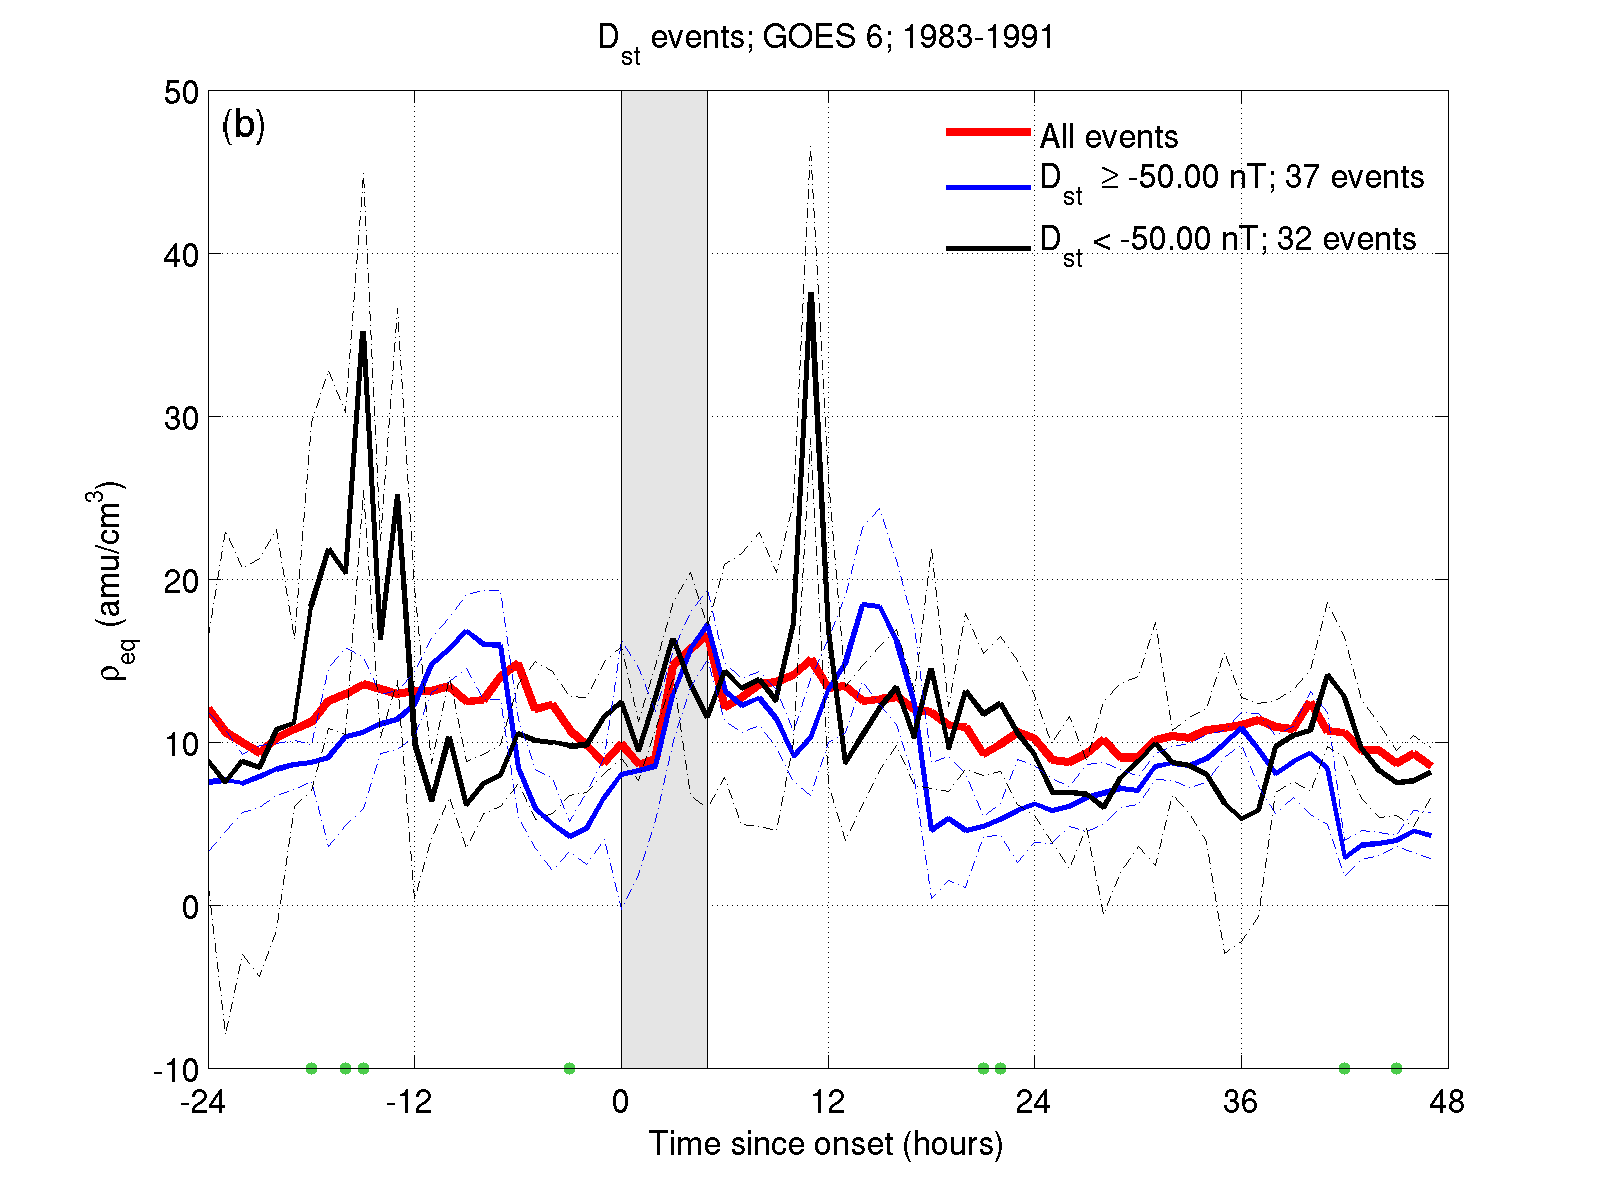 Dst events; GOES 6; 1983-1991
(b)
All events
Dst ≥ -50.00 nT; 37 events
Dst < -50.00 nT; 32 events
50
40
30
20
10
0
-10
ρeq (amu/cm³)
-24 -12 0 12 24 36 48
Time since onset (hours)